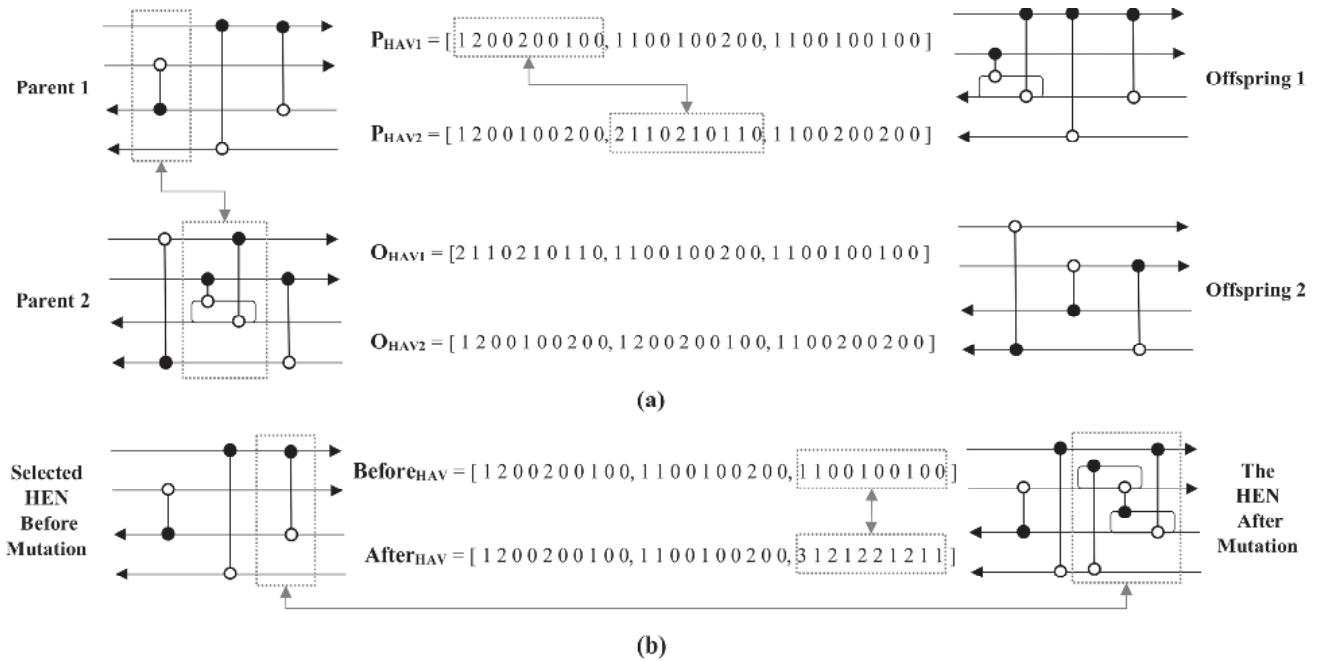 Parent 1
P_HAV1 = [ 1 2 0 0 2 0 0 1 0 0, 1 1 0 0 1 0 0 2 0 0, 1 1 0 0 1 0 0 1 0 0 ]
Offspring 1
P_HAV2 = [ 1 2 0 0 1 0 0 2 0 0, 2 1 1 0 2 1 0 1 1 0, 1 1 0 0 2 0 0 2 0 0 ]
Parent 2
O_HAV1 = [2 1 1 0 2 1 0 1 1 0, 1 1 0 0 1 0 0 2 0 0, 1 1 0 0 1 0 0 1 0 0 ]
Offspring 2
O_HAV2 = [ 1 2 0 0 1 0 0 2 0 0, 1 2 0 0 2 0 0 1 0 0, 1 1 0 0 2 0 0 2 0 0 ]
(a)
Selected
HEN
Before
Mutation
Before_HAV = [ 1 2 0 0 2 0 0 1 0 0, 1 1 0 0 1 0 0 2 0 0, 1 1 0 0 1 0 0 1 0 0 ]
After_HAV = [ 1 2 0 0 2 0 0 1 0 0, 1 1 0 0 1 0 0 2 0 0, 3 1 2 1 2 2 1 2 1 1 ]
The
HEN
After
Mutation
(b)